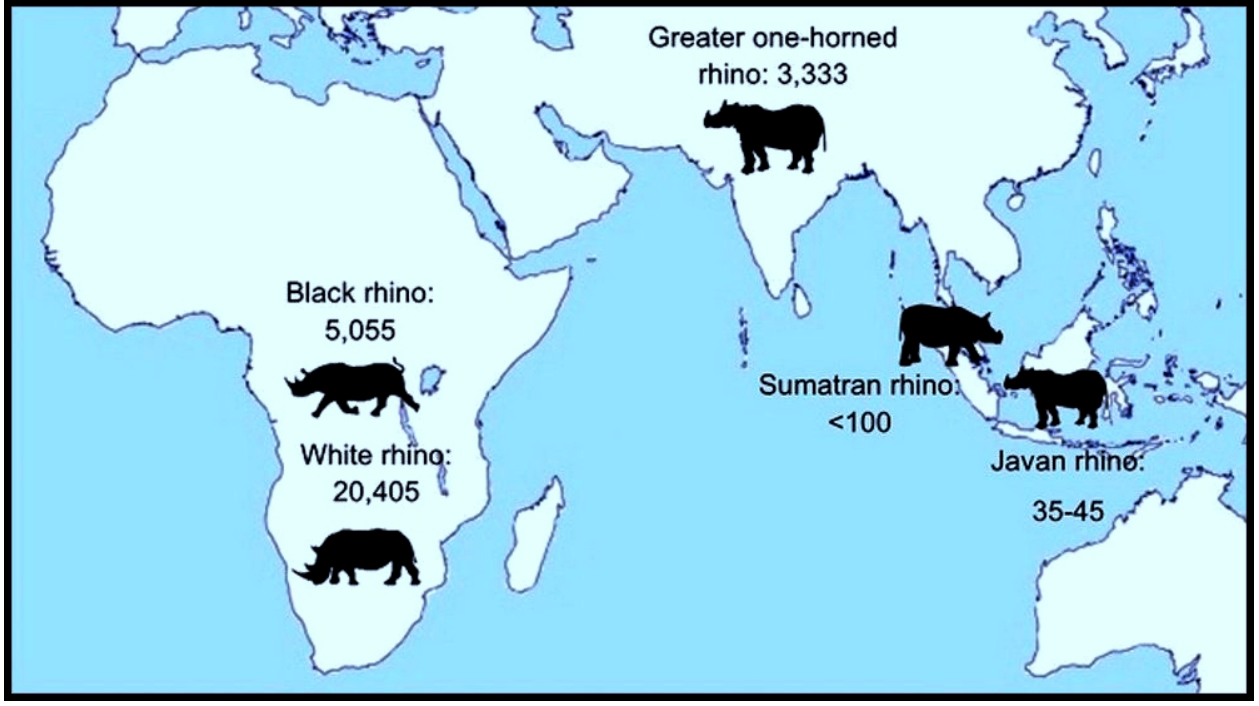 Greater one-horned
rhino: 3,333
Black rhino:
5,055
Sumatran rhino:
<100
White rhino:
20,405
Javan rhino:
35-45